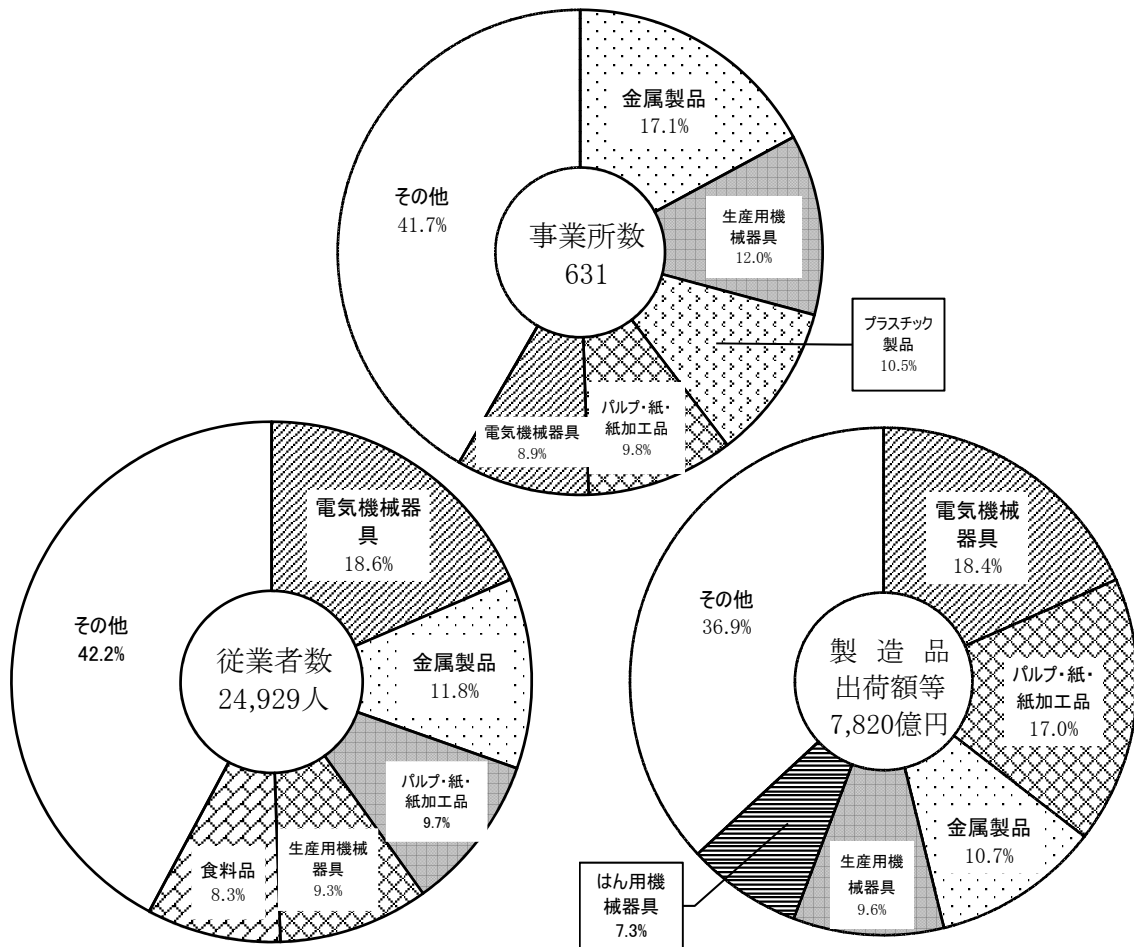 金属製品
17.1%
その他
41.7%
生産用機
械器具
12.0%
事業所数
631
プラスチック
製品
10.5%
パルプ・紙・
紙加工品
9.8%
電気機械器具
8.9%
電気機械器
具
18.6%
その他
42.2%
従業者数
24,929人
金属製品
11.8%
パルプ・紙・
紙加工品
9.7%
生産用機械
器具
9.3%
食料品
8.3%
電気機械
器具
18.4%
その他
36.9%
製 造 品
出荷額等
7,820億円
パルプ・紙・
紙加工品
17.0%
金属製品
10.7%
生産用機
械器具
9.6%
はん用機
械器具
7.3%